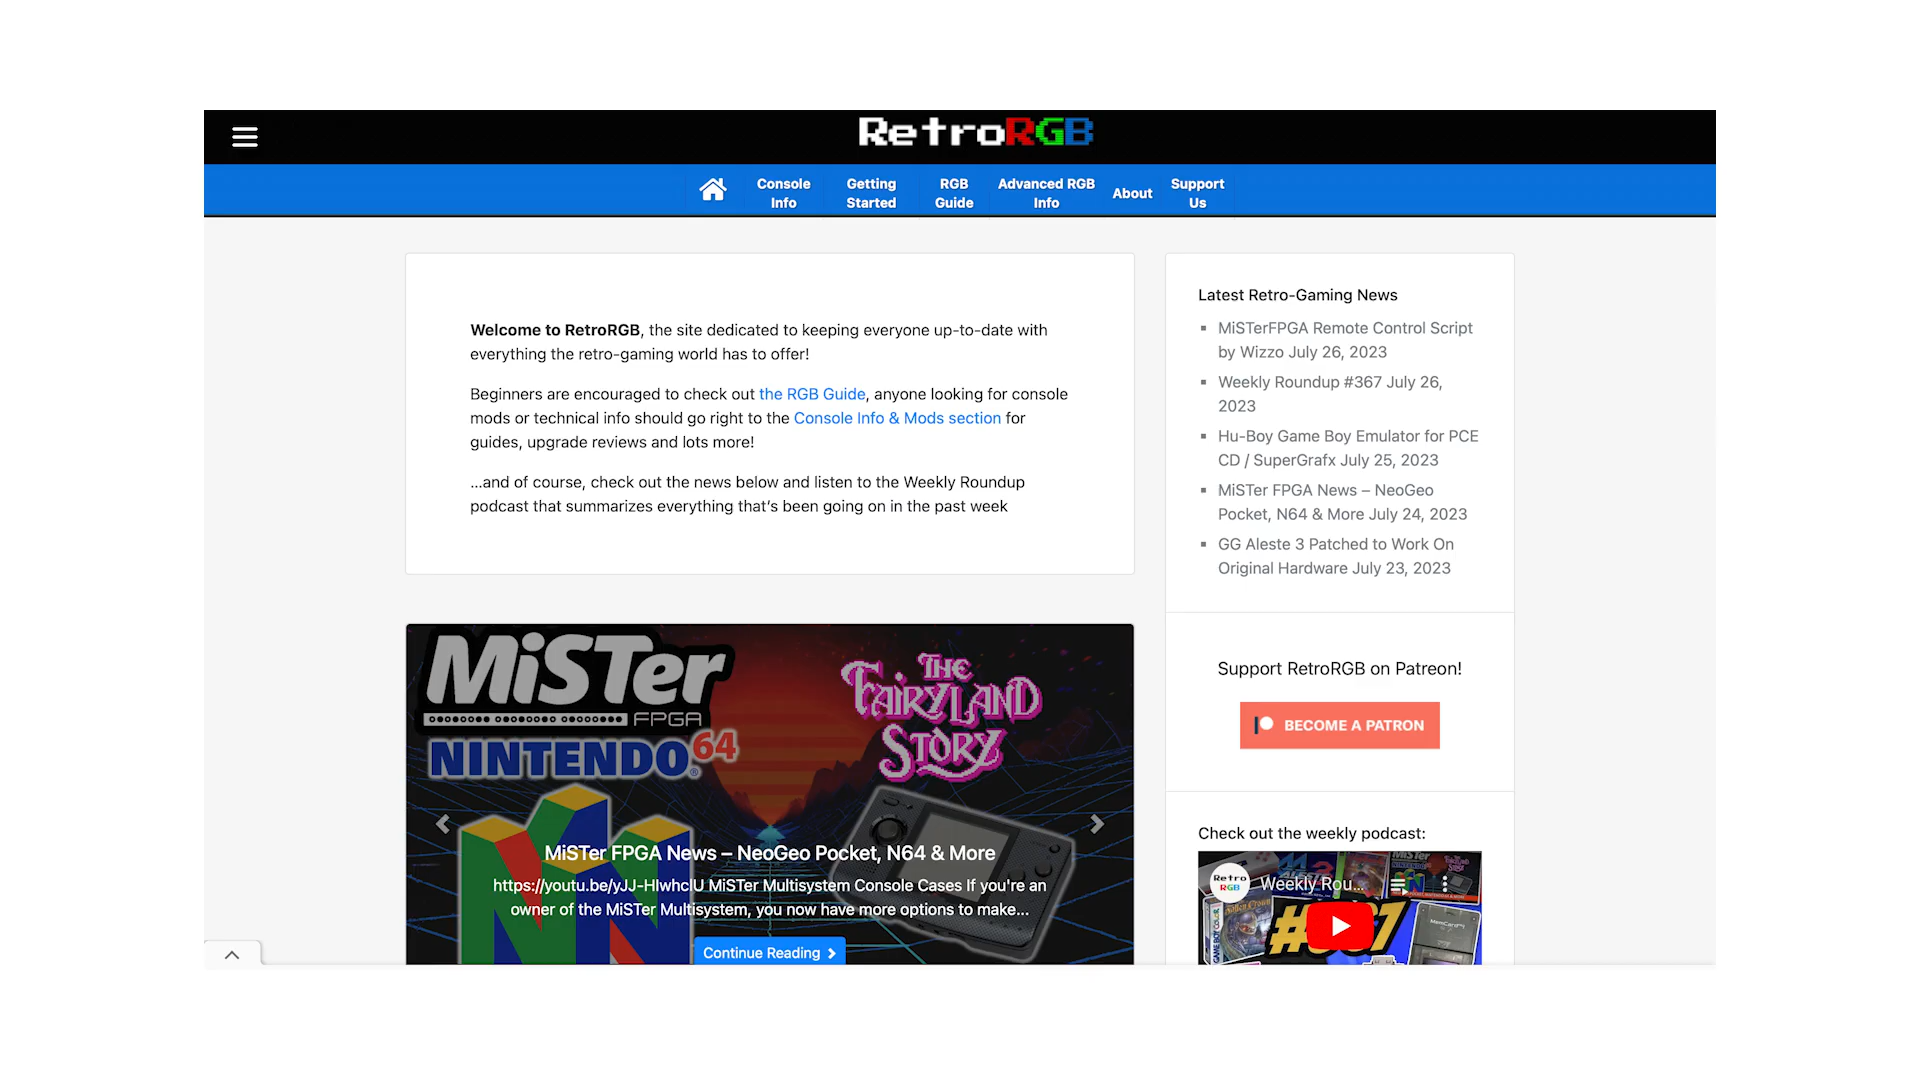 RetroRGB
Console
Info
Getting
Started
RGB
Guide
Advanced RGB
Info
About
Support
Us
Welcome to RetroRGB, the site dedicated to keeping everyone up-to-date with
everything the retro-gaming world has to offer!
Beginners are encouraged to check out the RGB Guide, anyone looking for console
mods or technical info should go right to the Console Info & Mods section for
guides, upgrade reviews and lots more!
...and of course, check out the news below and listen to the Weekly Roundup
podcast that summarizes everything that's been going on in the past week
MiSTer
FPGA
NINTENDO 64
THE
FAIRYLAND
STORY
MiSTer FPGA News – NeoGeo Pocket, N64 & More
https://youtu.be/yJJ-HlwhclU MiSTer Multisystem Console Cases If you're an
owner of the MiSTer Multisystem, you now have more options to make...
Continue Reading
Latest Retro-Gaming News
MiSTerFPGA Remote Control Script
by Wizzo July 26, 2023
Weekly Roundup #367 July 26,
2023
Hu-Boy Game Boy Emulator for PCE
CD / SuperGrafx July 25, 2023
MiSTer FPGA News – NeoGeo
Pocket, N64 & More July 24, 2023
GG Aleste 3 Patched to Work On
Original Hardware July 23, 2023
Support RetroRGB on Patreon!
BECOME A PATRON
Check out the weekly podcast:
Retro
RGB
Weekly Rou...